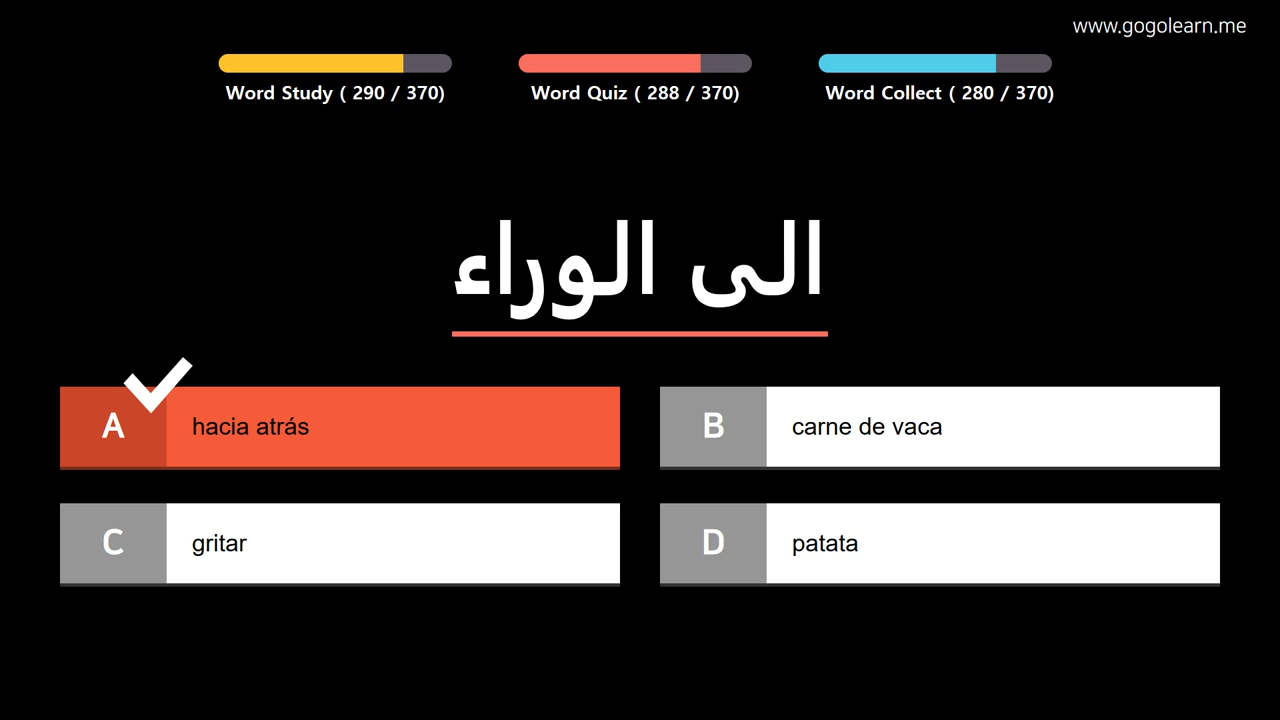 www.gogolearn.me
Word Study ( 290 / 370)
Word Quiz ( 288 / 370)
Word Collect ( 280 / 370)
الى الوراء
A hacia atrás
B carne de vaca
C gritar
D patata